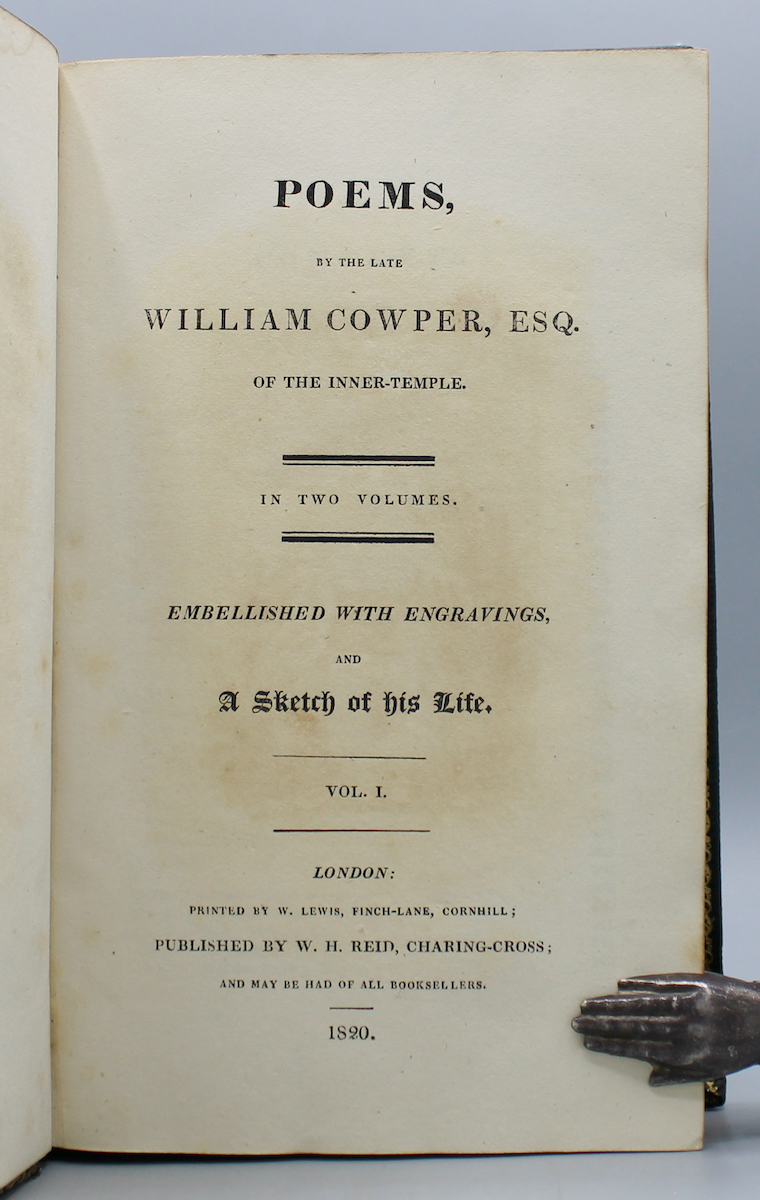 POEMS,
BY THE LATE
WILLIAM COWPER, ESQ.
OF THE INNER-TEMPLE.
IN TWO VOLUMES.
EMBELLISHED WITH ENGRAVINGS,
AND
A Sketch of his Life.
VOL. I.
LONDON:
PRINTED BY W. LEWIS, FINCH-LANE, CORNHILL;
PUBLISHED BY W. H. REID, CHARING-CROSS;
AND MAY BE HAD OF ALL BOOKSELLERS.
1820.